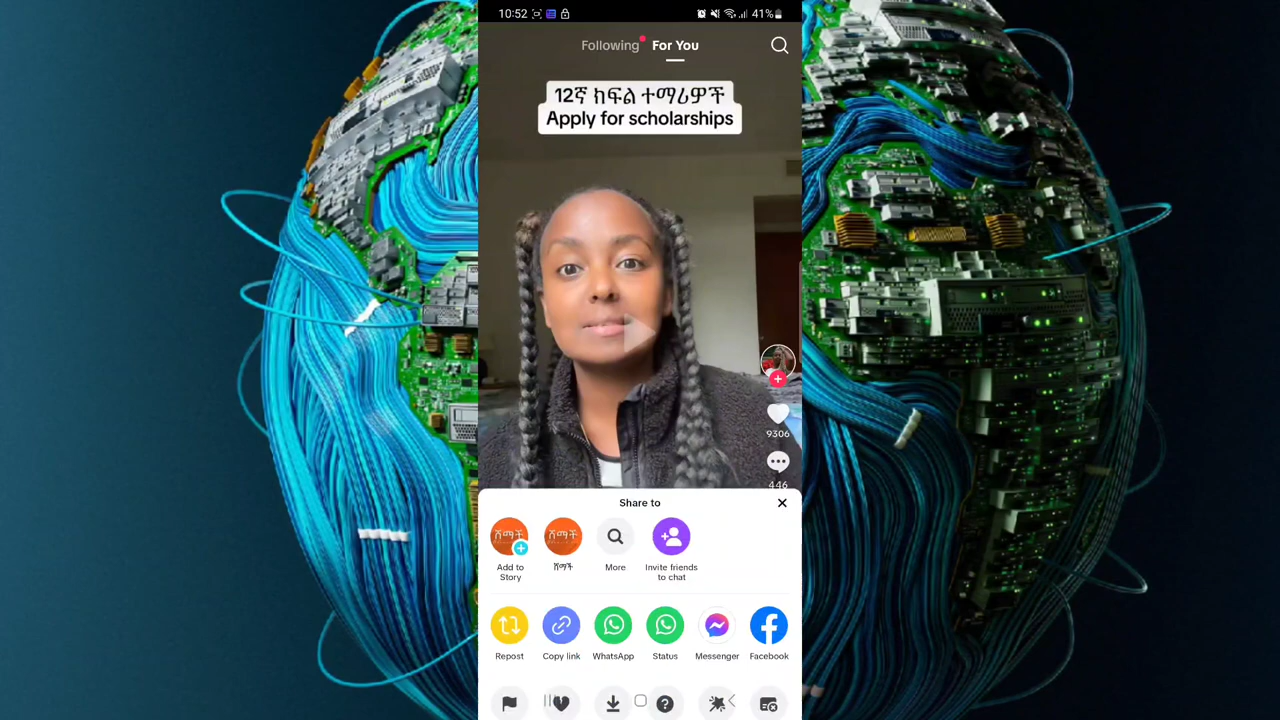 10:52
41%
Following
For You
12ኛ ክፍል ተማሪዎች
Apply for scholarships
9306
446
Share to
Add to
Story
ሸማች
More
Invite friends
to chat
Repost
Copy link
WhatsApp
Status
Messenger
Facebook